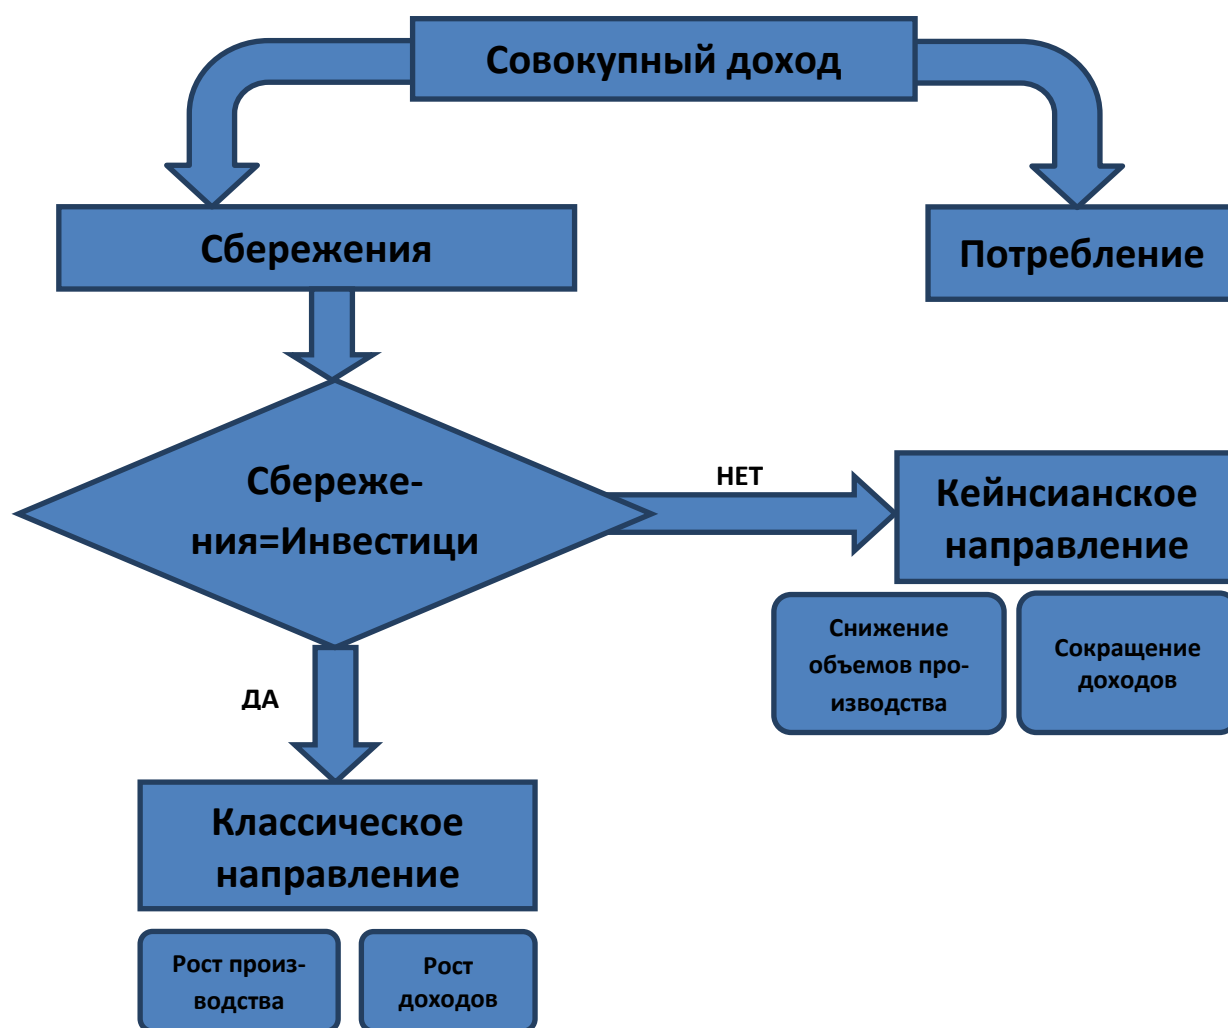 Совокупный доход
Сбережения
Потребление
Сбереже-
ния=Инвестици
НЕТ
Кейнсианское
направление
Снижение
объемов про-
изводства
Сокращение
доходов
ДА
Классическое
направление
Рост произ-
водства
Рост
доходов